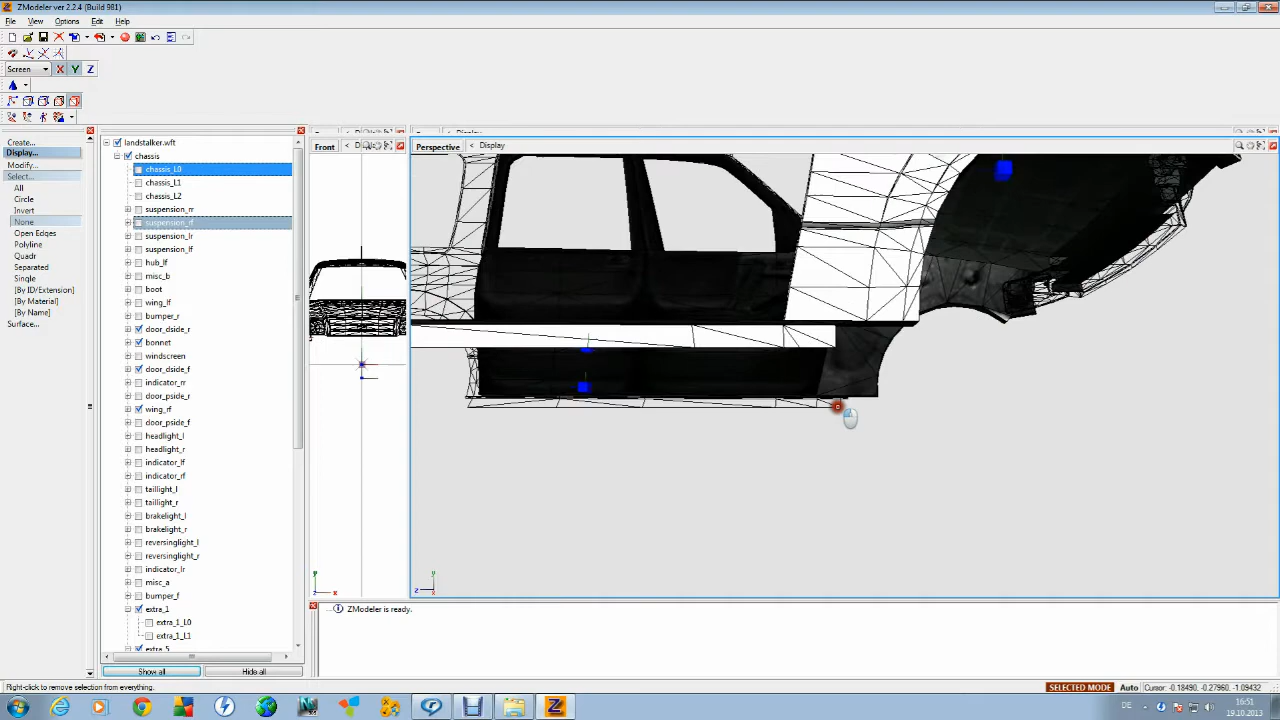 ZModeler ver 2.2.4 (Build 981)
File View Options Edit Help
Screen X Y Z
Create...
Display...
Modify...
Select...
All
Circle
Invert
None
Open Edges
Polyline
Quadr
Separated
Single
[By ID/Extension]
[By Material]
[By Name]
Surface...
landstalker.wft
chassis
chassis_L0
chassis_L1
chassis_L2
suspension_rr
suspension_rf
suspension_lr
suspension_lf
hub_lf
misc_b
boot
wing_lf
bumper_r
door_dside_r
bonnet
windscreen
door_dside_f
indicator_rr
door_pside_r
wing_rf
door_pside_f
headlight_l
headlight_r
indicator_lf
indicator_rf
taillight_l
taillight_r
brakelight_l
brakelight_r
reversinglight_l
reversinglight_r
indicator_lr
misc_a
bumper_f
extra_1
extra_1_L0
extra_1_L1
extra_5
Show all Hide all
Front
Perspective < Display
y
z x
y
z x
ZModeler is ready.
Right-click to remove selection from everything.
SELECTED MODE Auto Cursor: -0.18490, -0.27960, -1.09432
DE 16:51
19.10.2013